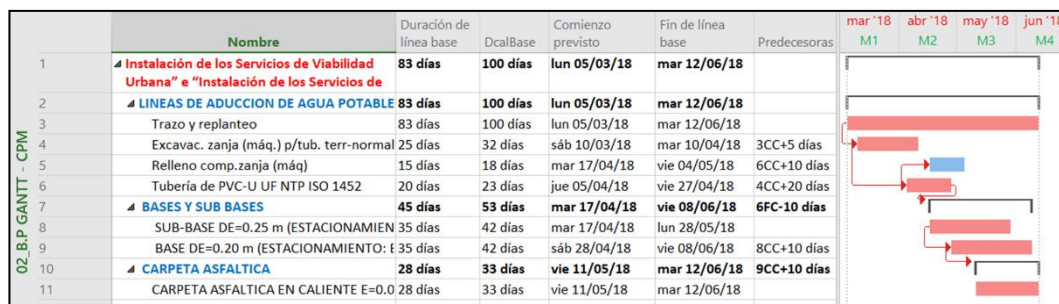 Nombre Duración de línea base DcalBase Comienzo previsto Fin de línea base Predecesoras mar '18 abr '18 may '18 jun '18
M1 M2 M3 M4
1 Instalación de los Servicios de Viabilidad 83 días 100 días lun 05/03/18 mar 12/06/18
Urbana" e "Instalación de los Servicios de
2 LINEAS DE ADUCCION DE AGUA POTABLE 83 días 100 días lun 05/03/18 mar 12/06/18
3 Trazo y replanteo 83 días 100 días lun 05/03/18 mar 12/06/18
4 Excavac. zanja (máq.) p/tub. terr-normal 25 días 32 días sáb 10/03/18 mar 10/04/18 3CC+5 días
5 Relleno comp.zanja (máq) 15 días 18 días mar 17/04/18 vie 04/05/18 6CC+10 días
6 Tubería de PVC-U UF NTP ISO 1452 20 días 23 días jue 05/04/18 vie 27/04/18 4CC+20 días
7 BASES Y SUB BASES 45 días 53 días mar 17/04/18 vie 08/06/18 6FC-10 días
8 SUB-BASE DE=0.25 m (ESTACIONAMIEN 35 días 42 días mar 17/04/18 lun 28/05/18
9 BASE DE=0.20 m (ESTACIONAMIENTO: E 35 días 42 días sáb 28/04/18 vie 08/06/18 8CC+10 días
10 CARPETA ASFALTICA 28 días 33 días vie 11/05/18 mar 12/06/18 9CC+10 días
11 CARPETA ASFALTICA EN CALIENTE E=0.0 28 días 33 días vie 11/05/18 mar 12/06/18
02_B.P GANTT - CPM